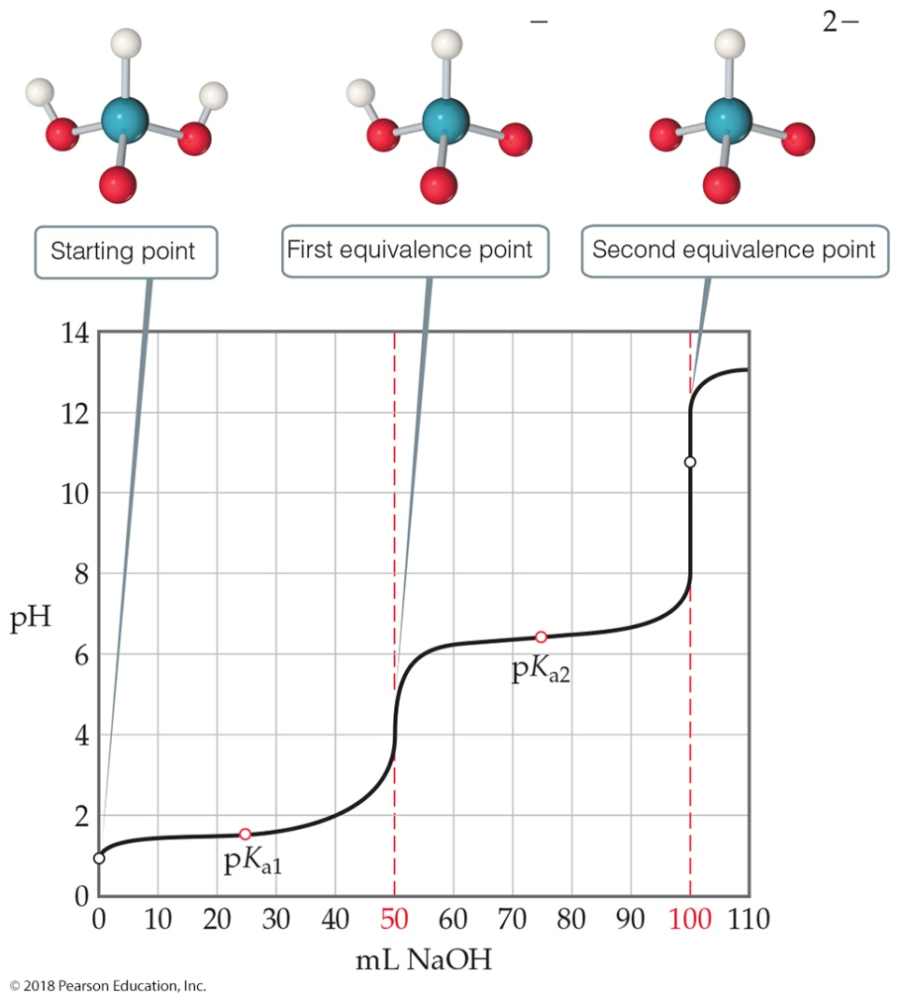 − 2−
Starting point First equivalence point Second equivalence point
14
12
10
8
pH
6
pKa2
4
2
pKa1
0
0 10 20 30 40 50 60 70 80 90 100 110
mL NaOH
© 2018 Pearson Education, Inc.